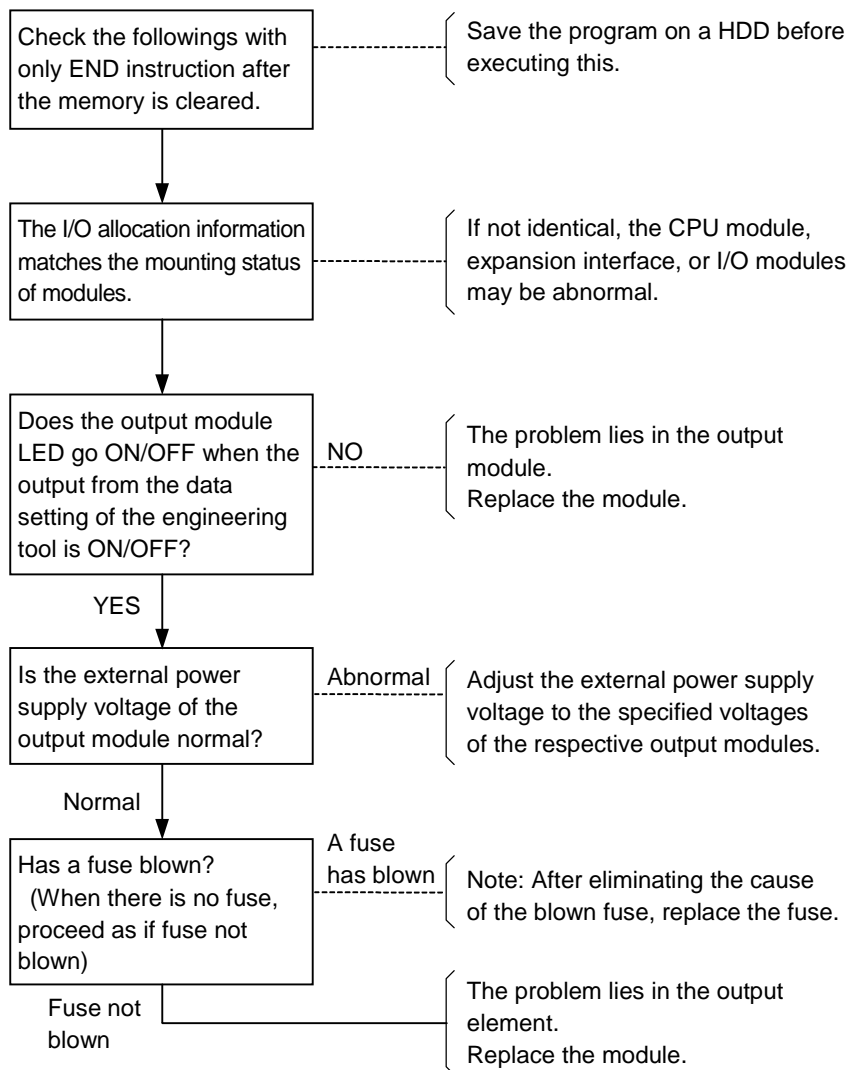 Check the followings with
only END instruction after
the memory is cleared.
Save the program on a HDD before
executing this.
The I/O allocation information
matches the mounting status
of modules.
If not identical, the CPU module,
expansion interface, or I/O modules
may be abnormal.
Does the output module
LED go ON/OFF when the
output from the data
setting of the engineering
tool is ON/OFF?
NO
The problem lies in the output
module.
Replace the module.
YES
Is the external power
supply voltage of the
output module normal?
Abnormal
Adjust the external power supply
voltage to the specified voltages
of the respective output modules.
Normal
Has a fuse blown?
(When there is no fuse,
proceed as if fuse not
blown)
A fuse
has blown
Note: After eliminating the cause
of the blown fuse, replace the fuse.
Fuse not
blown
The problem lies in the output
element.
Replace the module.